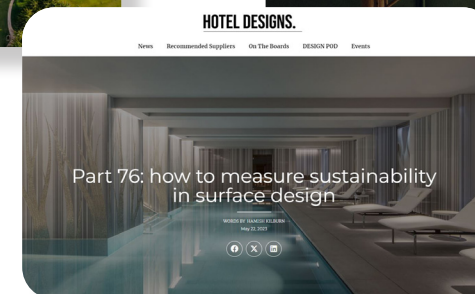 HOTEL DESIGNS.
News Recommended Suppliers On The Boards DESIGN POD Events
Part 76: how to measure sustainability
in surface design
WORDS BY HAMISH KILBURN
May 22, 2023